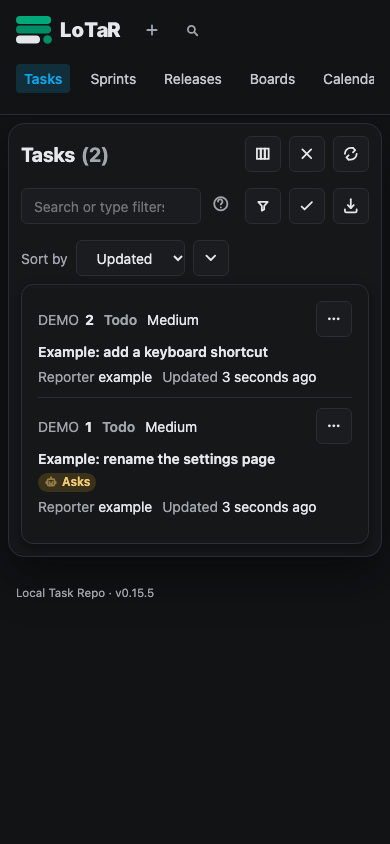 LoTaR
Tasks Sprints Releases Boards Calenda
Tasks (2)
Search or type filters
Sort by Updated
DEMO 2 Todo Medium
Example: add a keyboard shortcut
Reporter example Updated 3 seconds ago
DEMO 1 Todo Medium
Example: rename the settings page
Asks
Reporter example Updated 3 seconds ago
Local Task Repo · v0.15.5